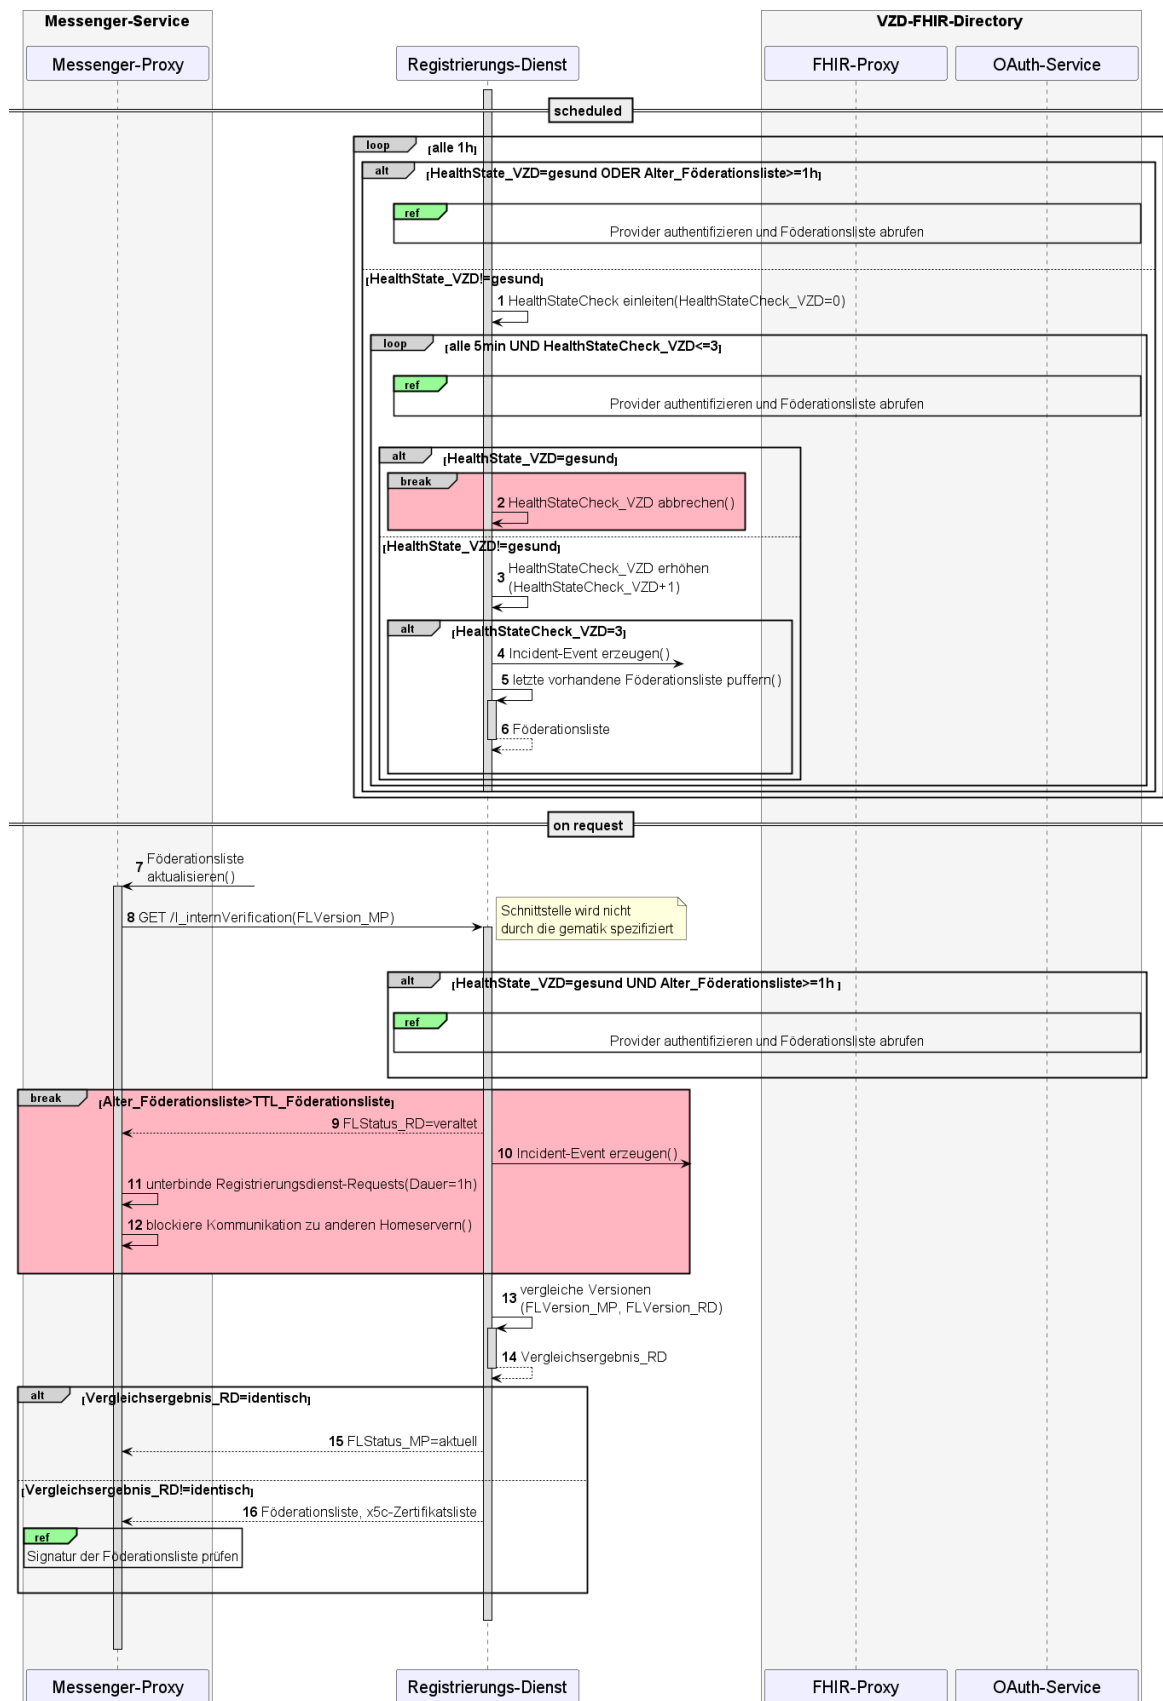 Messenger-Service
VZD-FHIR-Directory
Messenger-Proxy
Registrierungs-Dienst
FHIR-Proxy
OAuth-Service
scheduled
loop [alle 1h]
alt [HealthState_VZD=gesund ODER Alter_Föderationsliste>=1h]
ref
Provider authentifizieren und Föderationsliste abrufen
[HealthState_VZD!=gesund]
1 HealthStateCheck einleiten(HealthStateCheck_VZD=0)
loop [alle 5min UND HealthStateCheck_VZD<=3]
ref
Provider authentifizieren und Föderationsliste abrufen
alt [HealthState_VZD=gesund]
break
2 HealthStateCheck_VZD abbrechen()
[HealthState_VZD!=gesund]
3 HealthStateCheck_VZD erhöhen
(HealthStateCheck_VZD+1)
alt [HealthStateCheck_VZD=3]
4 Incident-Event erzeugen()
5 letzte vorhandene Föderationsliste puffern()
6 Föderationsliste
on request
7 Föderationsliste
aktualisieren()
8 GET /I_internVerification(FLVersion_MP)
Schnittstelle wird nicht
durch die gematik spezifiziert
alt [HealthState_VZD=gesund UND Alter_Föderationsliste>=1h ]
ref
Provider authentifizieren und Föderationsliste abrufen
break [Alter_Föderationsliste>TTL_Föderationsliste]
9 FLStatus_RD=veraltet
10 Incident-Event erzeugen()
11 unterbinde Registrierungsdienst-Requests(Dauer=1h)
12 blockiere Kommunikation zu anderen Homeservern()
13 vergleiche Versionen
(FLVersion_MP, FLVersion_RD)
14 Vergleichsergebnis_RD
alt [Vergleichsergebnis_RD=identisch]
15 FLStatus_MP=aktuell
[Vergleichsergebnis_RD!=identisch]
16 Föderationsliste, x5c-Zertifikatsliste
ref
Signatur der Föderationsliste prüfen
Messenger-Proxy
Registrierungs-Dienst
FHIR-Proxy
OAuth-Service